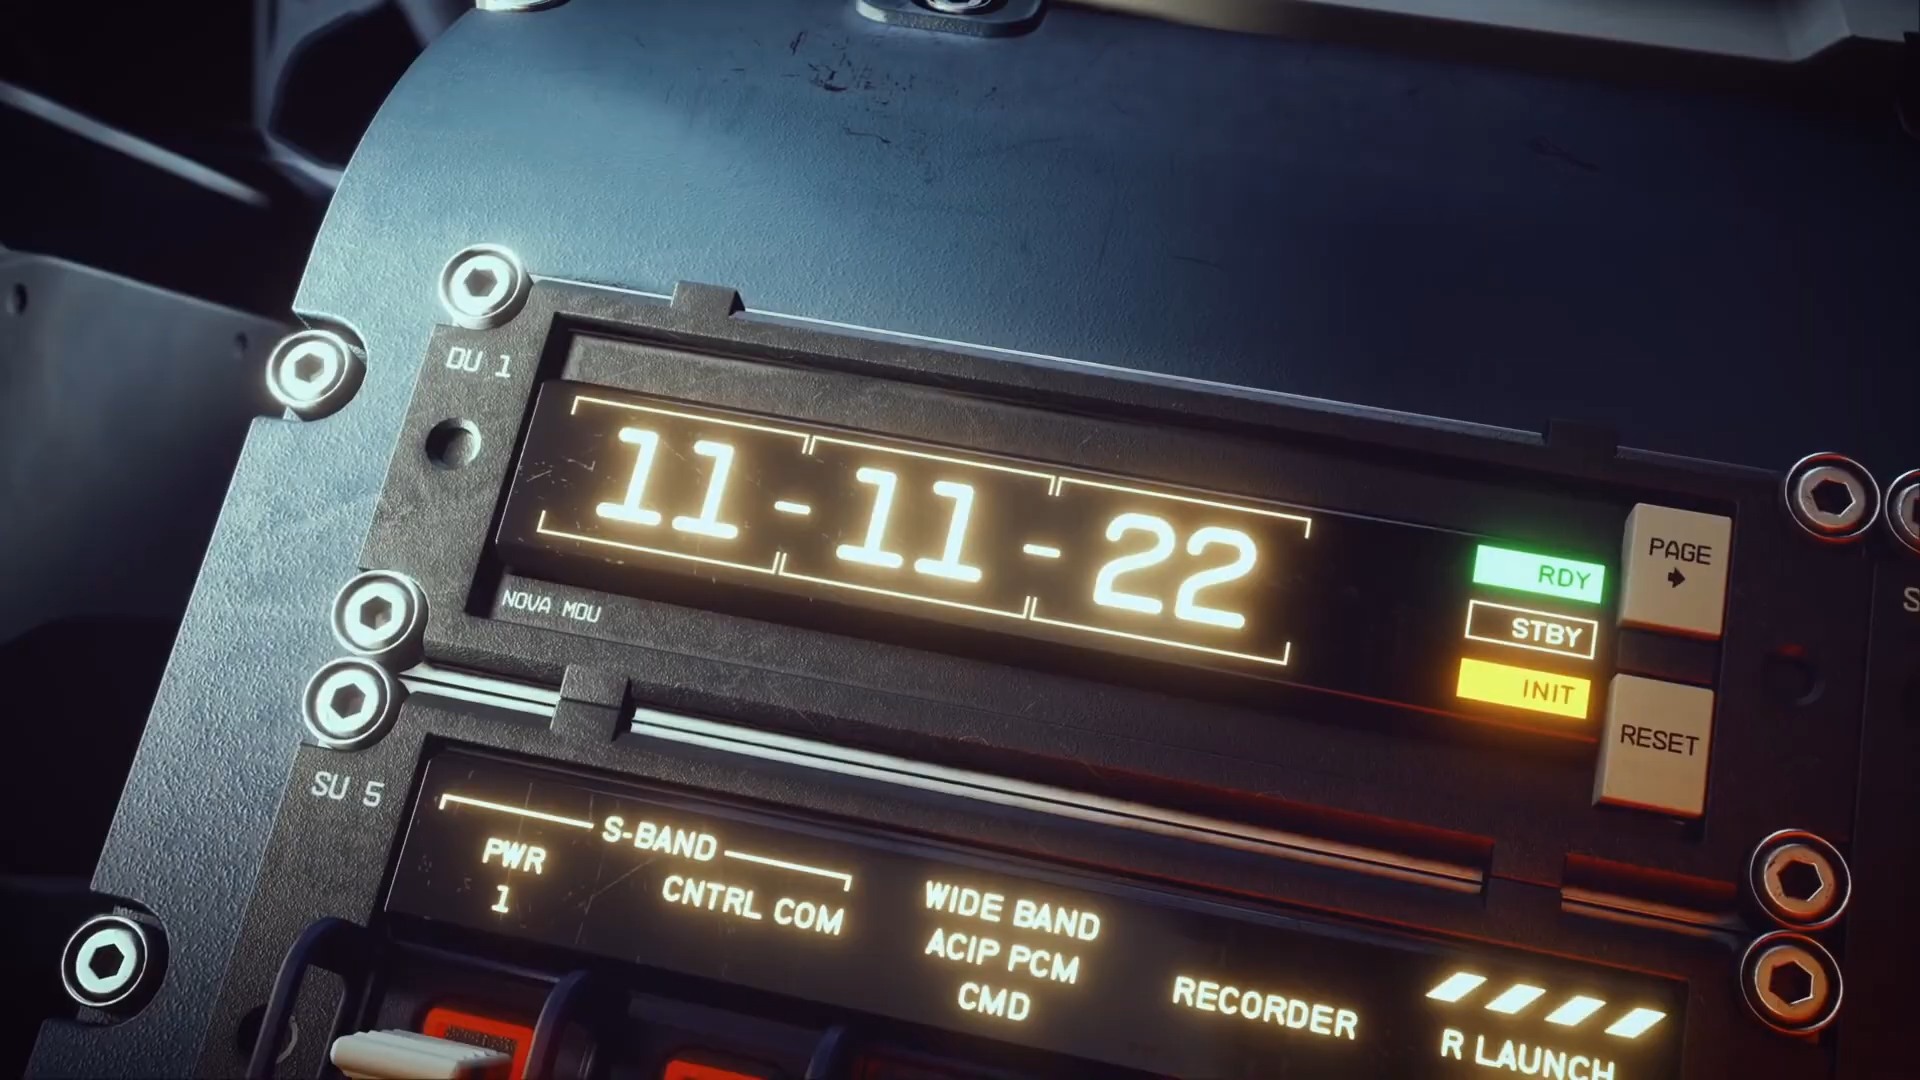 DU 1
11-11-22
RDY
STBY
INIT
PAGE
RESET
NOVA MDU
SU 5
S-BAND
PWR
1
CNTRL COM
WIDE BAND
ACIP PCM
CMD
RECORDER
R LAUNCH